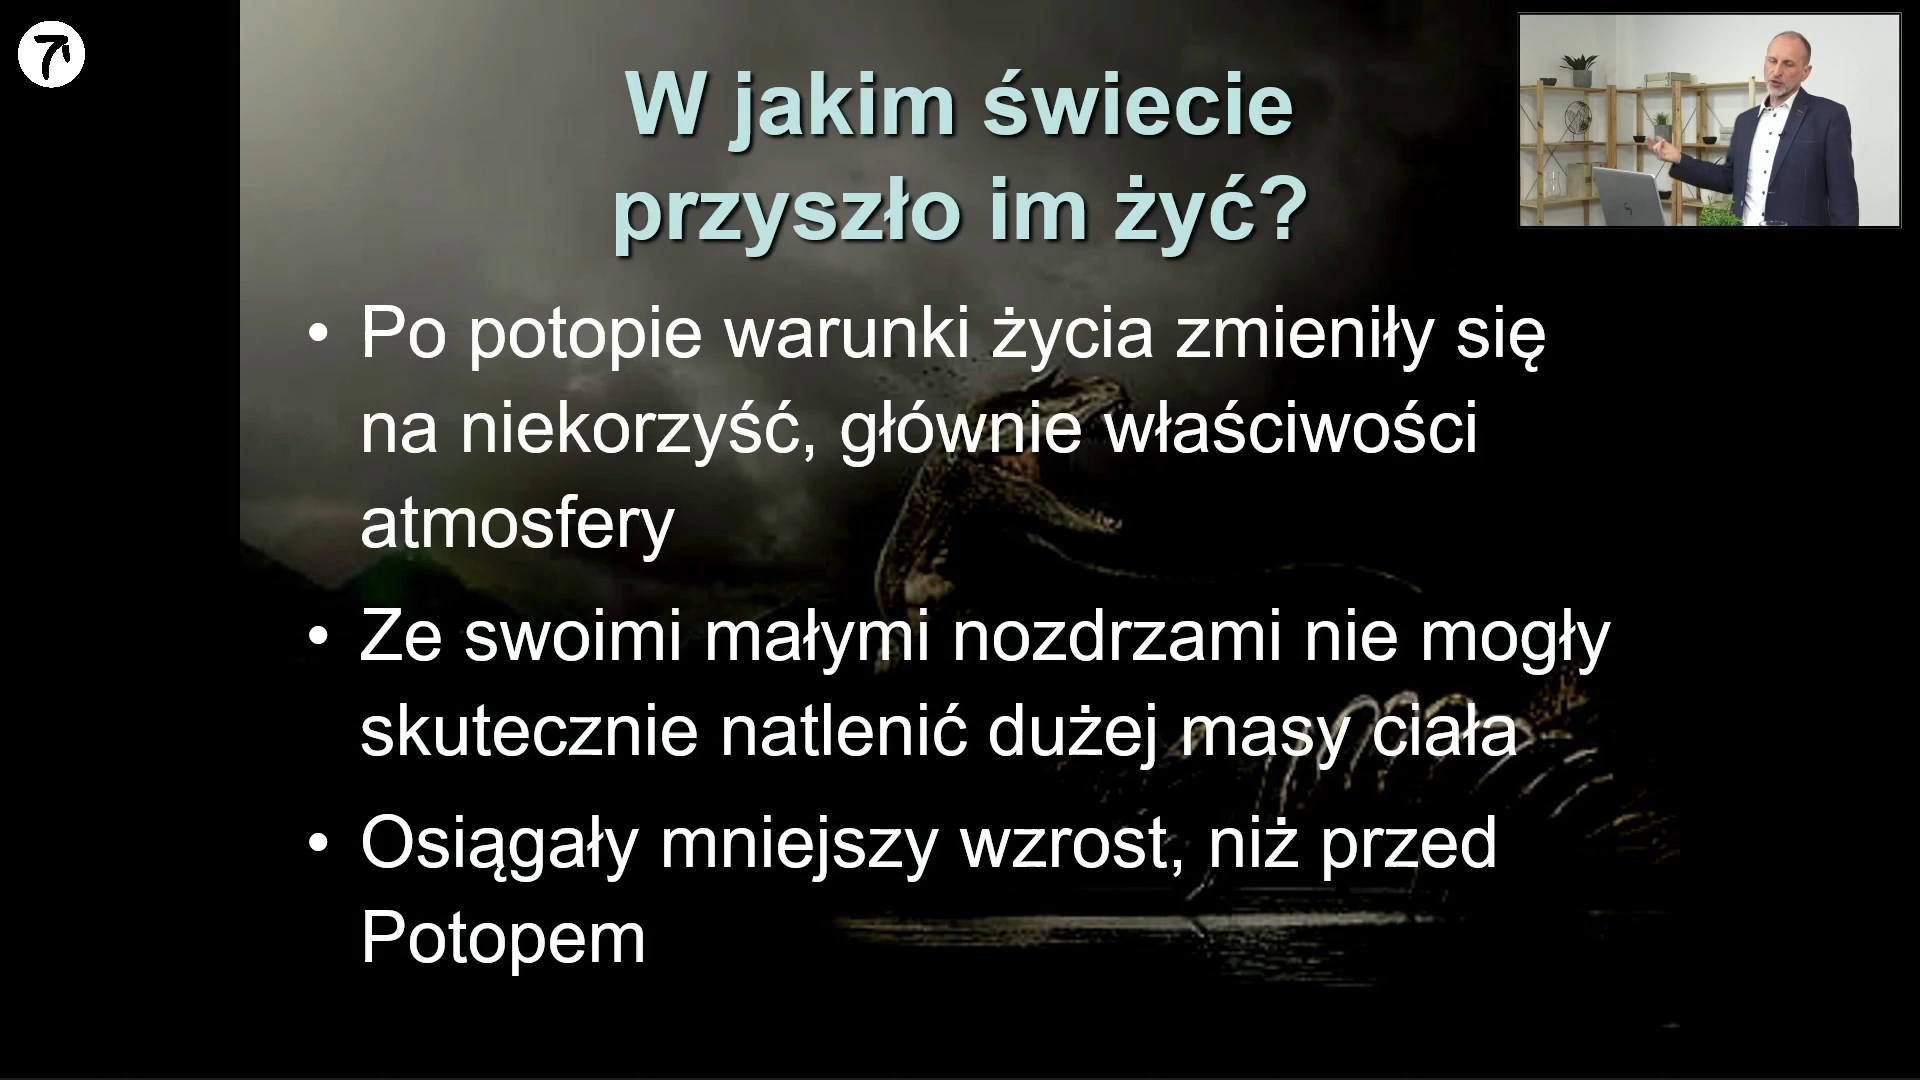 W jakim świecie
przyszło im żyć?
• Po potopie warunki życia zmieniły się
na niekorzyść, głównie właściwości
atmosfery
• Ze swoimi małymi nozdrzami nie mogły
skutecznie natlenić dużej masy ciała
• Osiągały mniejszy wzrost, niż przed
Potopem